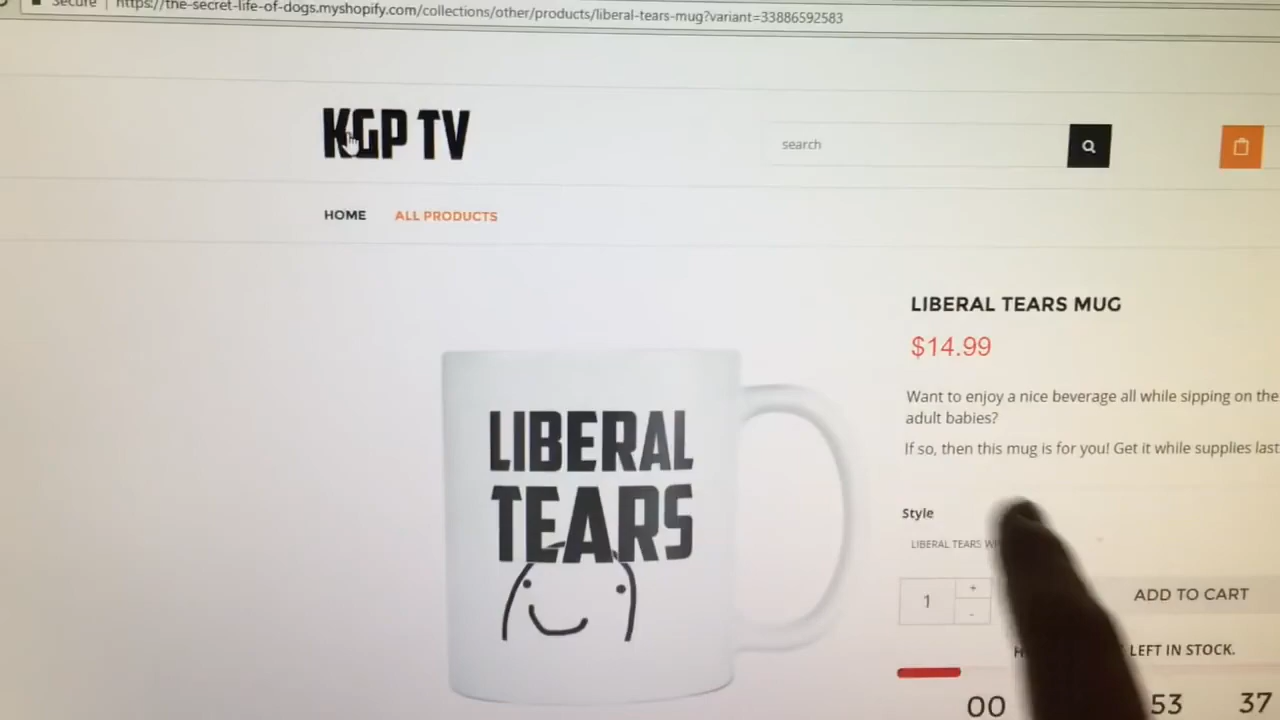 Secure | https://the-secret-life-of-dogs.myshopify.com/collections/other/products/liberal-tears-mug?variant=33886592583
KGP TV
search
HOME ALL PRODUCTS
LIBERAL TEARS MUG
$14.99
Want to enjoy a nice beverage all while sipping on the
adult babies?
If so, then this mug is for you! Get it while supplies last
LIBERAL
TEARS
Style
LIBERAL TEARS
1 + -
ADD TO CART
LEFT IN STOCK.
00 53 37